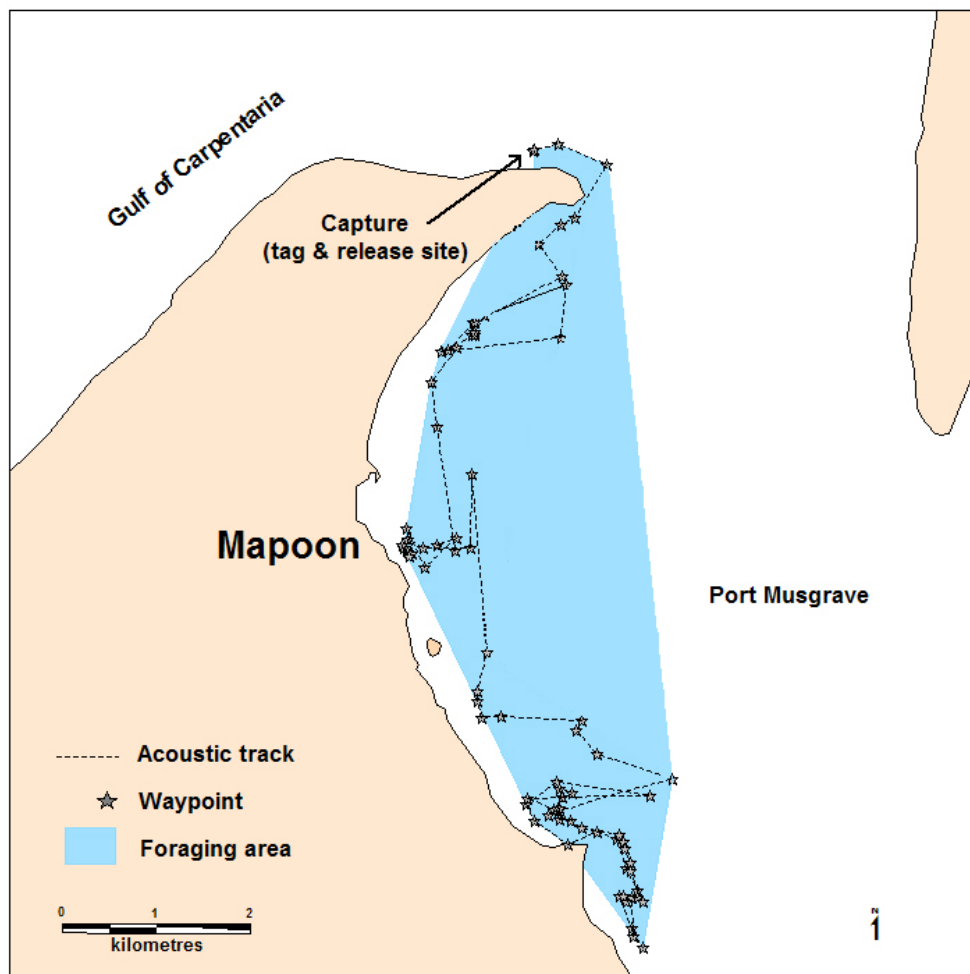 Gulf of Carpentaria
Capture
(tag & release site)
Mapoon
Port Musgrave
Acoustic track
Waypoint
Foraging area
0 1 2
kilometres
N
1